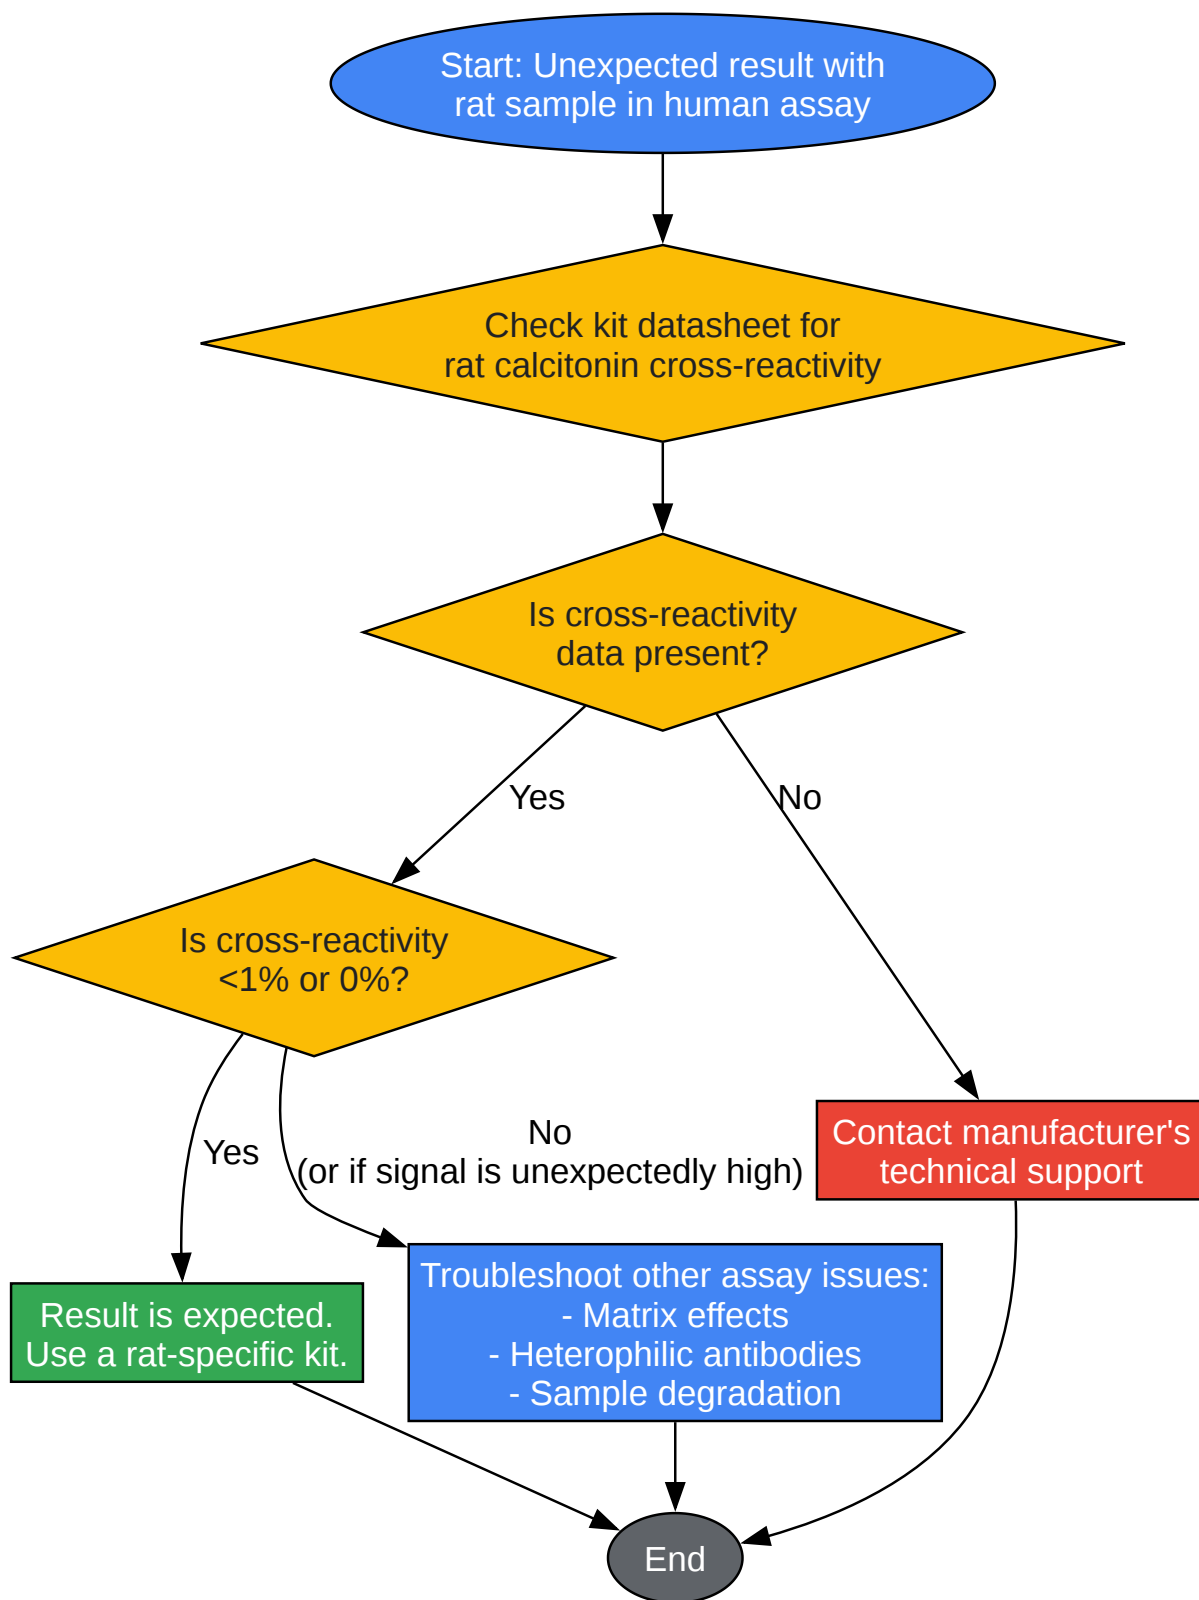 Start: Unexpected result with
rat sample in human assay
Check kit datasheet for
rat calcitonin cross-reactivity
Is cross-reactivity
data present?
Yes
No
Is cross-reactivity
<1% or 0%?
Yes
No
(or if signal is unexpectedly high)
Contact manufacturer's
technical support
Result is expected.
Use a rat-specific kit.
Troubleshoot other assay issues:
- Matrix effects
- Heterophilic antibodies
- Sample degradation
End